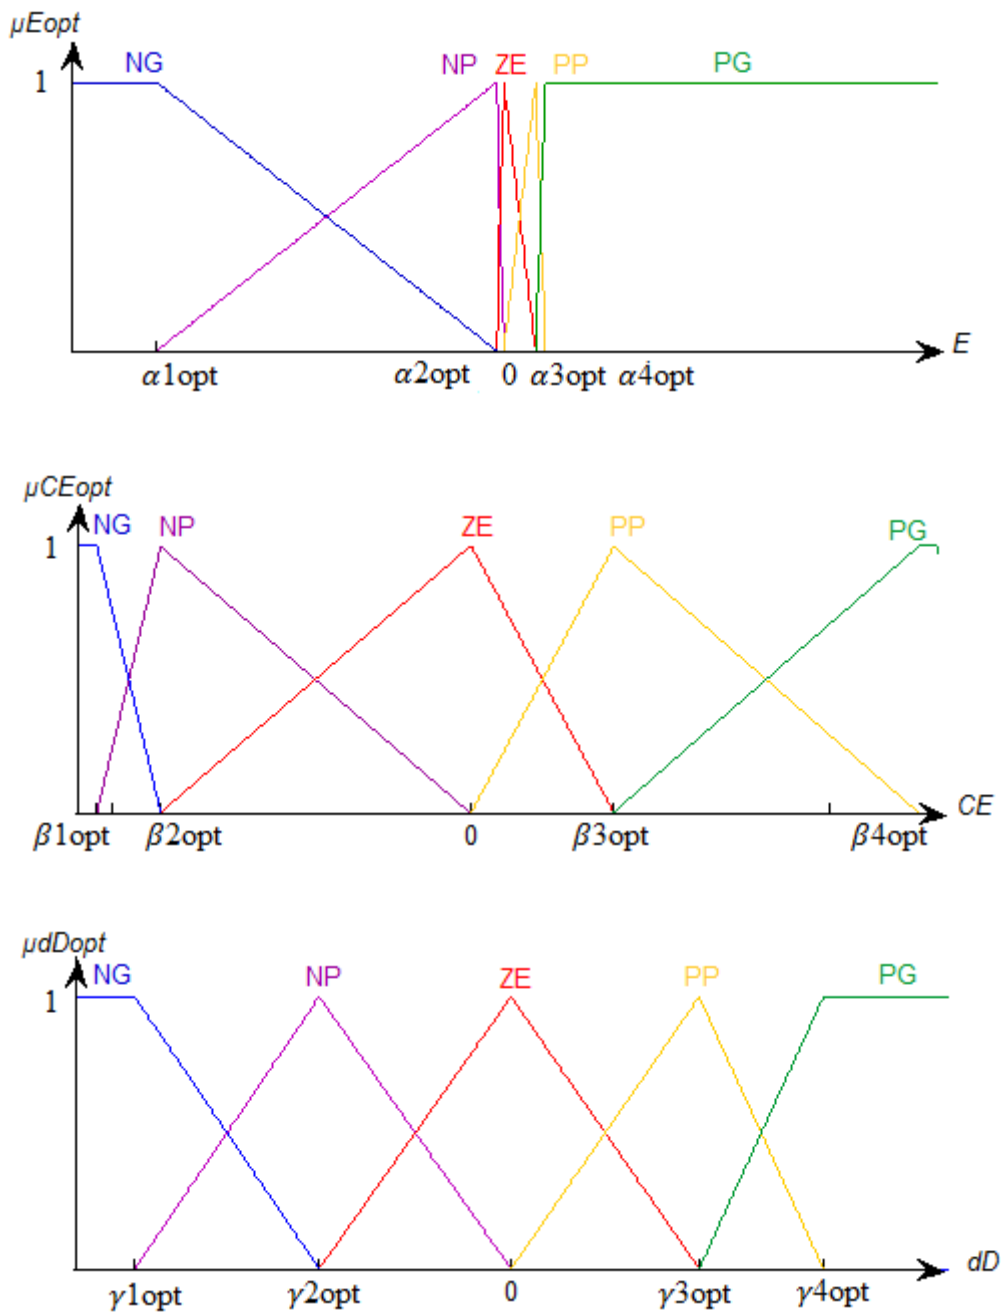 μEopt
NG NP ZE PP PG
1
E
α1opt α2opt 0 α3opt α4opt
μCEopt
NG NP ZE PP PG
1
CE
β1opt β2opt 0 β3opt β4opt
μdDopt
NG NP ZE PP PG
1
dD
γ1opt γ2opt 0 γ3opt γ4opt